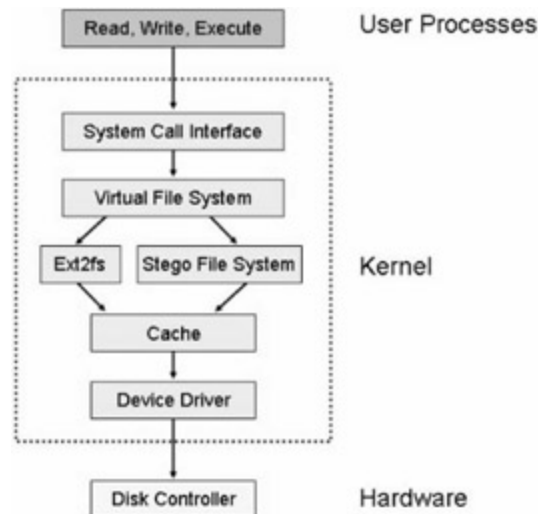 Read, Write, Execute
User Processes
System Call Interface
Virtual File System
Ext2fs
Stego File System
Kernel
Cache
Device Driver
Disk Controller
Hardware